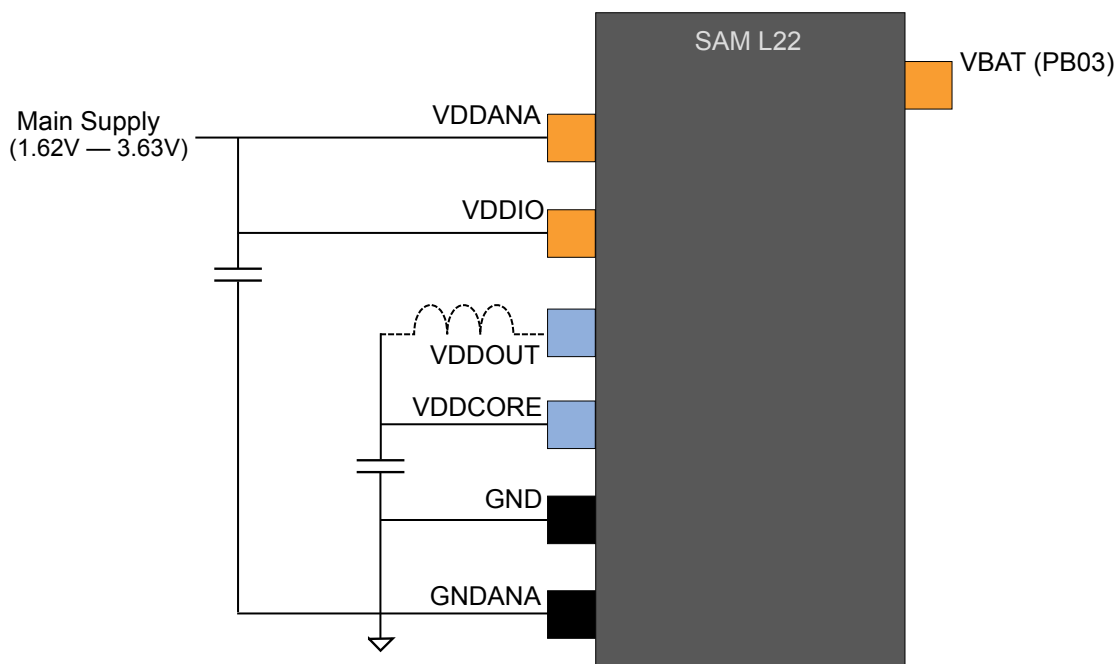 SAM L22
VBAT (PB03)
VDDANA
Main Supply
(1.62V — 3.63V)
VDDIO
VDDOUT
VDDCORE
GND
GNDANA